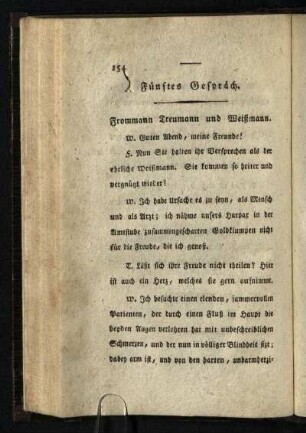 154
Fünftes Gespräch.
Frommann Treumann und Weißmann.
W. Guten Abend, meine Freunde!
F. Nun Sie halten ihr Versprechen als der
ehrliche Weißmann. Sie kommen so heiter und
vergnügt wieder!
W. Ich habe Ursache es zu seyn, als Minsch
und als Arzt; ich nähme unsers Harpax in der
Armstube zusammengescharten Goldklumpen nicht
für die Freude, die ich genoß.
T. Läßt sich ihre Freude nicht theilen? Hier
ist auch ein Herz, welches sie gern aufnimmt.
W. Ich besuchte einen elenden, jammervollen
Patienten, der durch einen Fluß im Haupt die
beyden Augen verlohren hat mit unbeschreiblichen
Schmerzen, und der nun in völliger Blindheit sizt;
dabey arm ist, und von den harten, unbarmherzi-